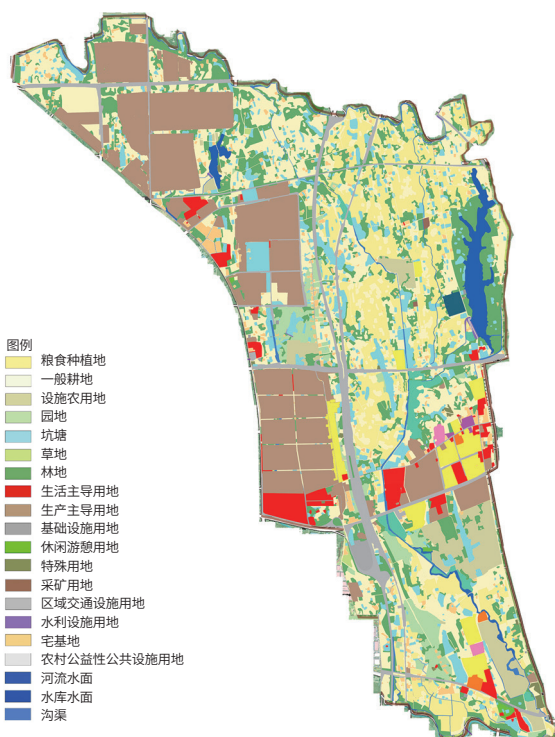 图例
粮食种植地
一般耕地
设施农用地
园地
坑塘
草地
林地
生活主导用地
生产主导用地
基础设施用地
休闲游憩用地
特殊用地
采矿用地
区域交通设施用地
水利设施用地
宅基地
农村公益性公共设施用地
河流水面
水库水面
沟渠